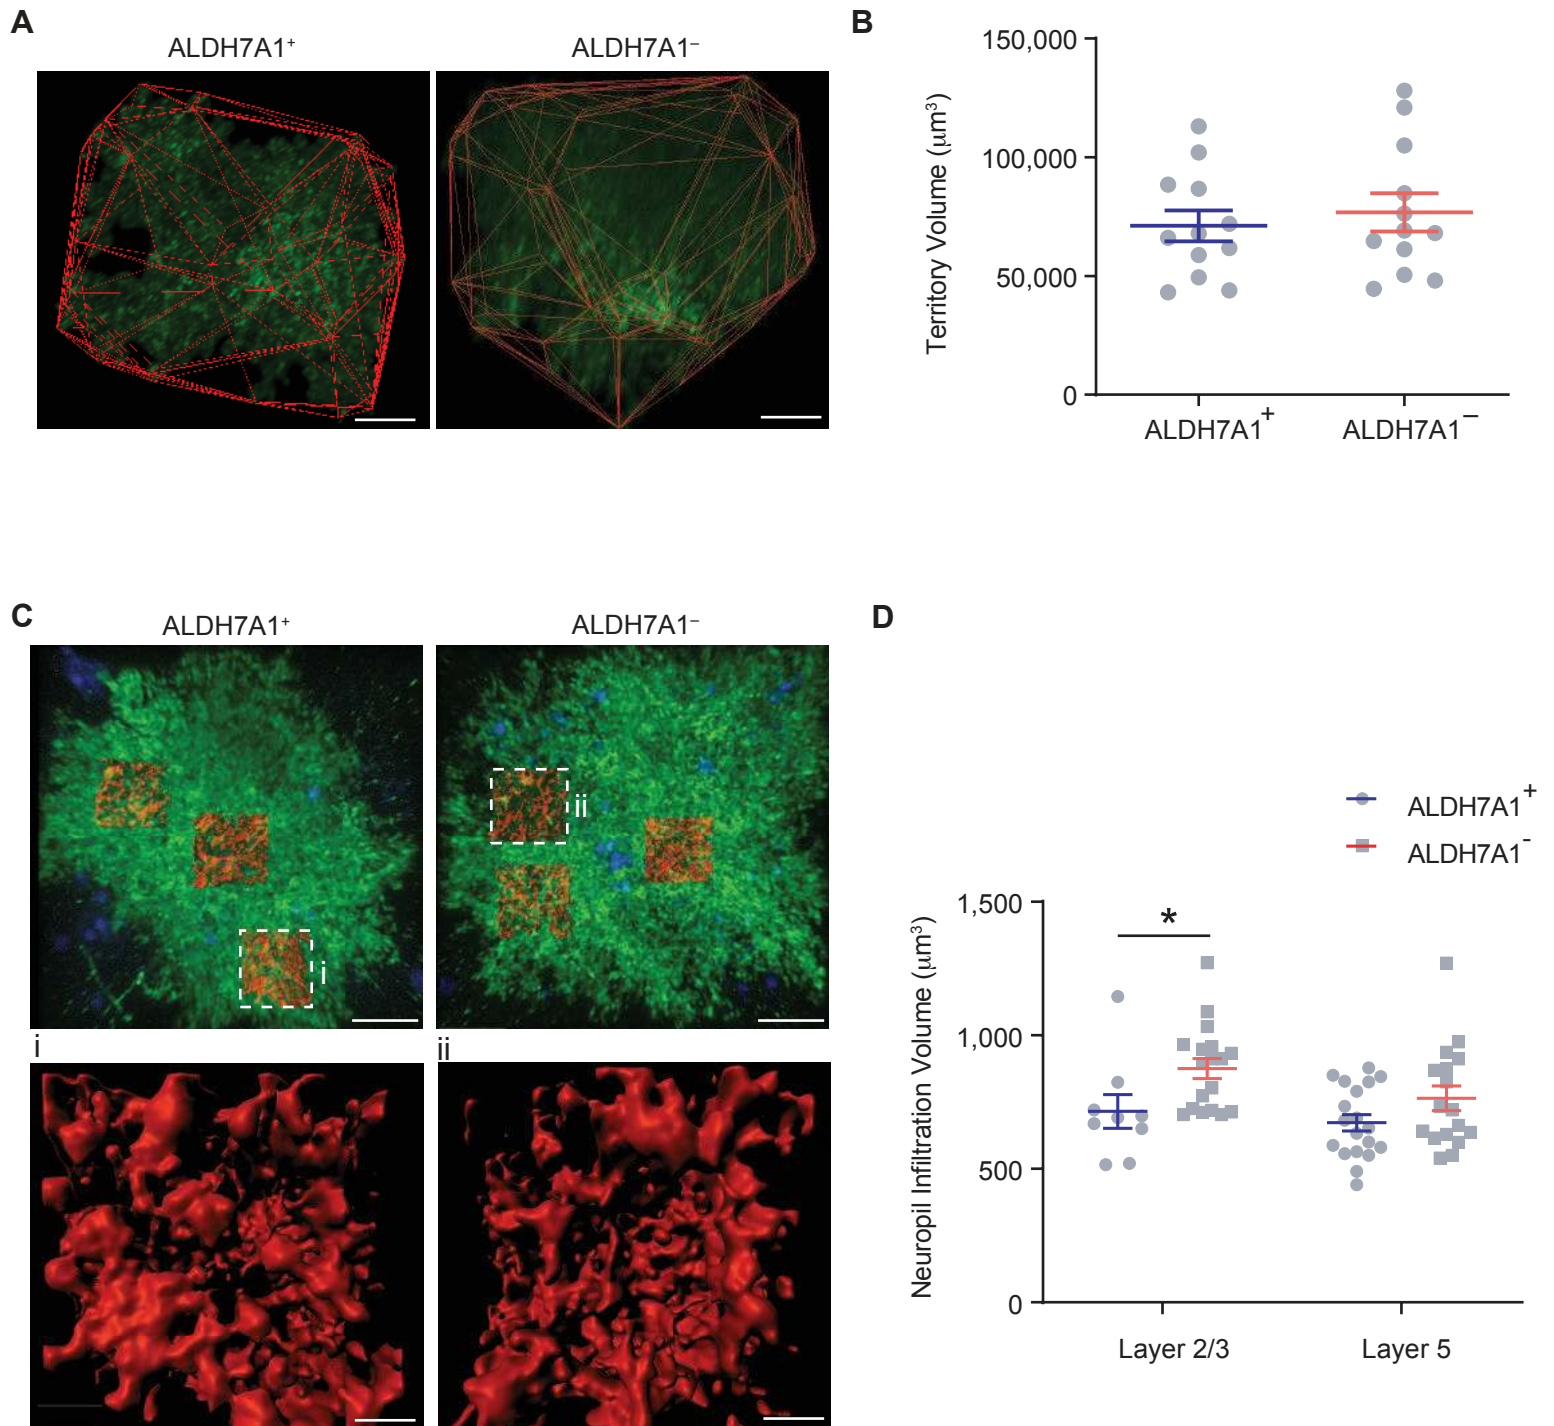 A
ALDH7A1+
ALDH7A1–
B
150,000
100,000
50,000
0
Territory Volume (μm³)
ALDH7A1+
ALDH7A1–
C
ALDH7A1+
ALDH7A1–
i
ii
i
ii
D
ALDH7A1+
ALDH7A1-
1,500
1,000
500
0
Neuropil Infiltration Volume (μm³)
*
Layer 2/3
Layer 5